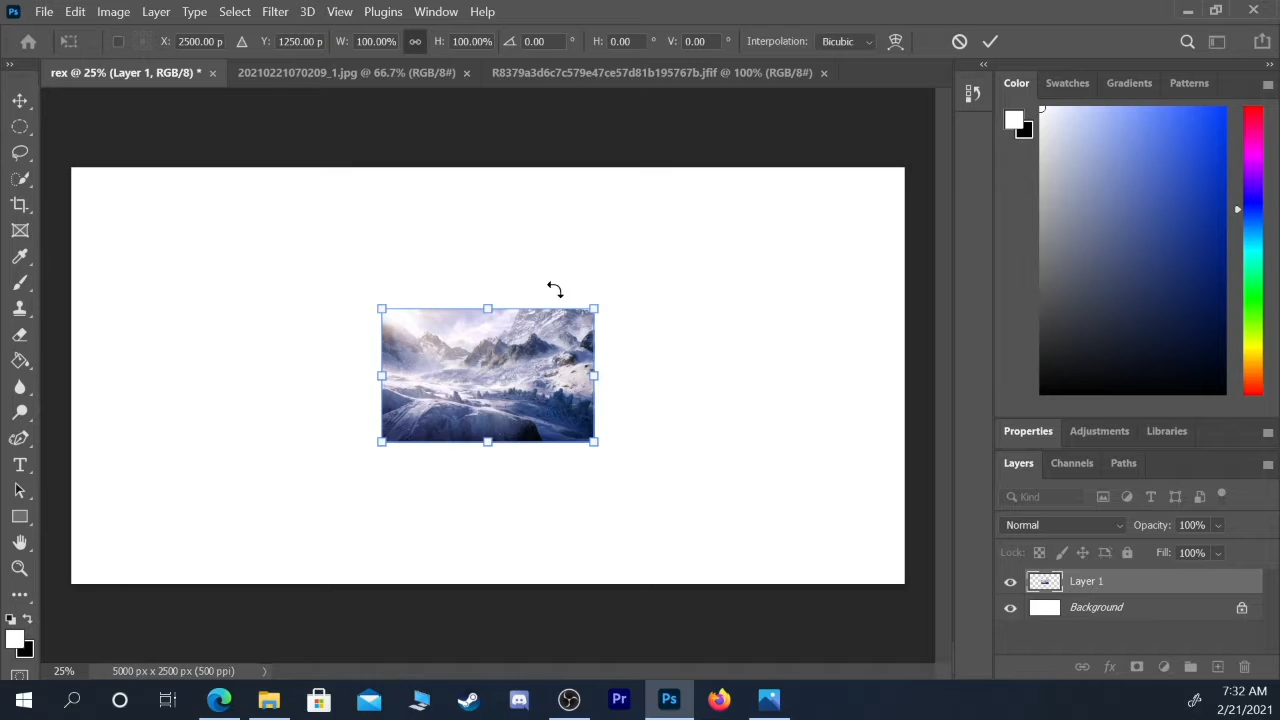 Ps File Edit Image Layer Type Select Filter 3D View Plugins Window Help
X: 2500.00 p Y: 1250.00 p W: 100.00% H: 100.00% 0.00 ° H: 0.00 ° V: 0.00 ° Interpolation: Bicubic
rex @ 25% (Layer 1, RGB/8) * × 20210221070209_1.jpg @ 66.7% (RGB/8#) × R8379a3d6c7c579e47ce57d81b195767b.jfif @ 100% (RGB/8#) ×
Color Swatches Gradients Patterns
Properties Adjustments Libraries
Layers Channels Paths
Kind
Normal Opacity: 100%
Lock: Fill: 100%
Layer 1
Background
fx
25% 5000 px x 2500 px (500 ppi)
Pr Ps
7:32 AM
2/21/2021